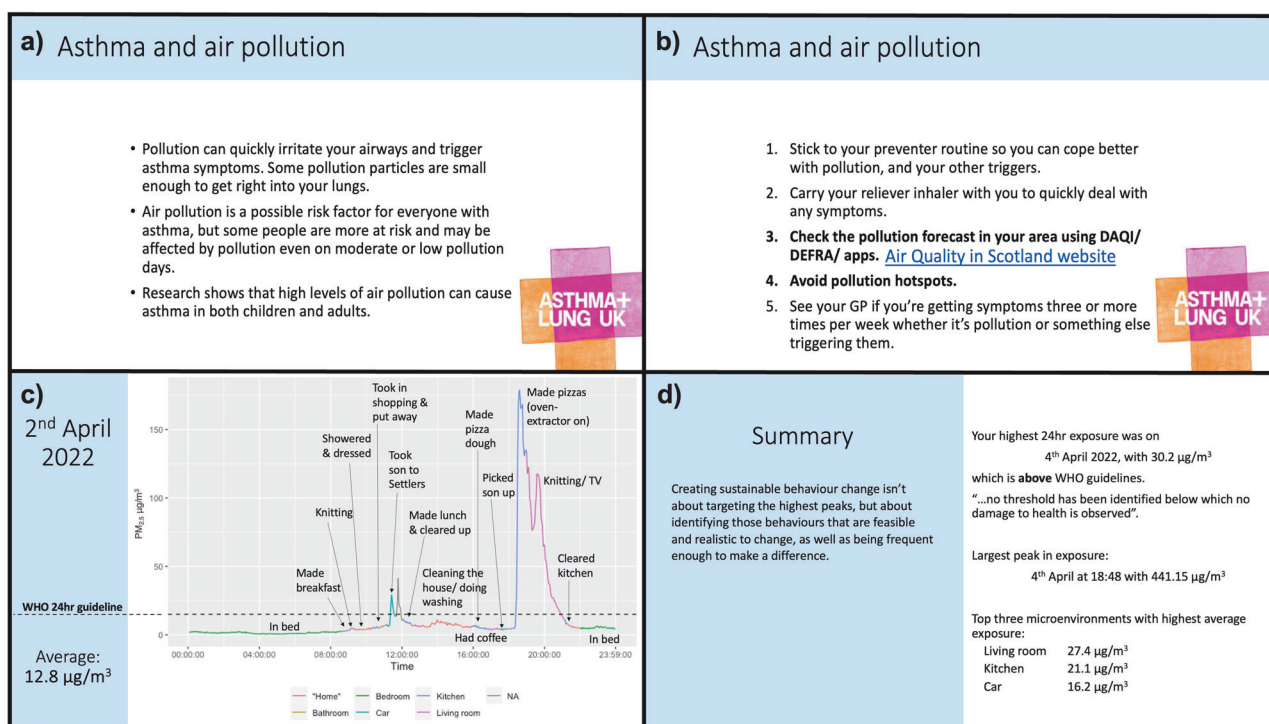 a) Asthma and air pollution
• Pollution can quickly irritate your airways and trigger
asthma symptoms. Some pollution particles are small
enough to get right into your lungs.
• Air pollution is a possible risk factor for everyone with
asthma, but some people are more at risk and may be
affected by pollution even on moderate or low pollution
days.
• Research shows that high levels of air pollution can cause
asthma in both children and adults.
ASTHMA+
LUNG UK
b) Asthma and air pollution
1. Stick to your preventer routine so you can cope better
with pollution, and your other triggers.
2. Carry your reliever inhaler with you to quickly deal with
any symptoms.
3. Check the pollution forecast in your area using DAQI/
DEFRA/ apps. Air Quality in Scotland website
4. Avoid pollution hotspots.
5. See your GP if you're getting symptoms three or more
times per week whether it's pollution or something else
triggering them.
ASTHMA+
LUNG UK
c)
2nd April
2022
WHO 24hr guideline
Average:
12.8 µg/m³
PM2.5 µg/m³
150
100
50
0
In bed
Made
breakfast
Knitting
Showered
& dressed
Took in
shopping &
put away
Took
son to
Settlers
Made lunch
& cleared up
Cleaning the
house/ doing
washing
Made
pizza
dough
Had coffee
Picked
son up
Made pizzas
(oven-
extractor on)
Knitting/ TV
Cleared
kitchen
In bed
00:00:00 04:00:00 08:00:00 12:00:00 16:00:00 20:00:00 23:59:00
Time
"Home" Bedroom Kitchen NA
Bathroom Car Living room
d)
Summary
Creating sustainable behaviour change isn't
about targeting the highest peaks, but about
identifying those behaviours that are feasible
and realistic to change, as well as being frequent
enough to make a difference.
Your highest 24hr exposure was on
4th April 2022, with 30.2 µg/m³
which is above WHO guidelines.
"...no threshold has been identified below which no
damage to health is observed".
Largest peak in exposure:
4th April at 18:48 with 441.15 µg/m³
Top three microenvironments with highest average
exposure:
Living room 27.4 µg/m³
Kitchen 21.1 µg/m³
Car 16.2 µg/m³